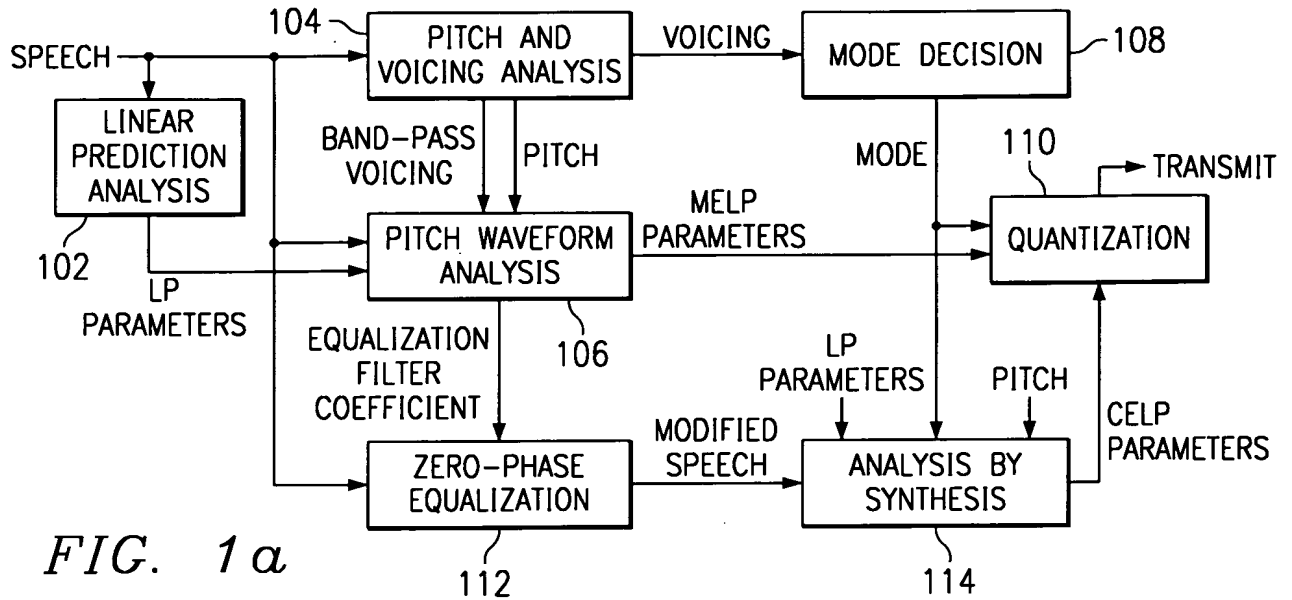 104
SPEECH
PITCH AND
VOICING ANALYSIS
VOICING
MODE DECISION
108
LINEAR
PREDICTION
ANALYSIS
102
BAND-PASS
VOICING
PITCH
MODE
110
TRANSMIT
QUANTIZATION
PITCH WAVEFORM
ANALYSIS
106
MELP
PARAMETERS
LP
PARAMETERS
EQUALIZATION
FILTER
COEFFICIENT
LP
PARAMETERS
PITCH
CELP
PARAMETERS
ZERO-PHASE
EQUALIZATION
112
MODIFIED
SPEECH
ANALYSIS BY
SYNTHESIS
114
FIG. 1a